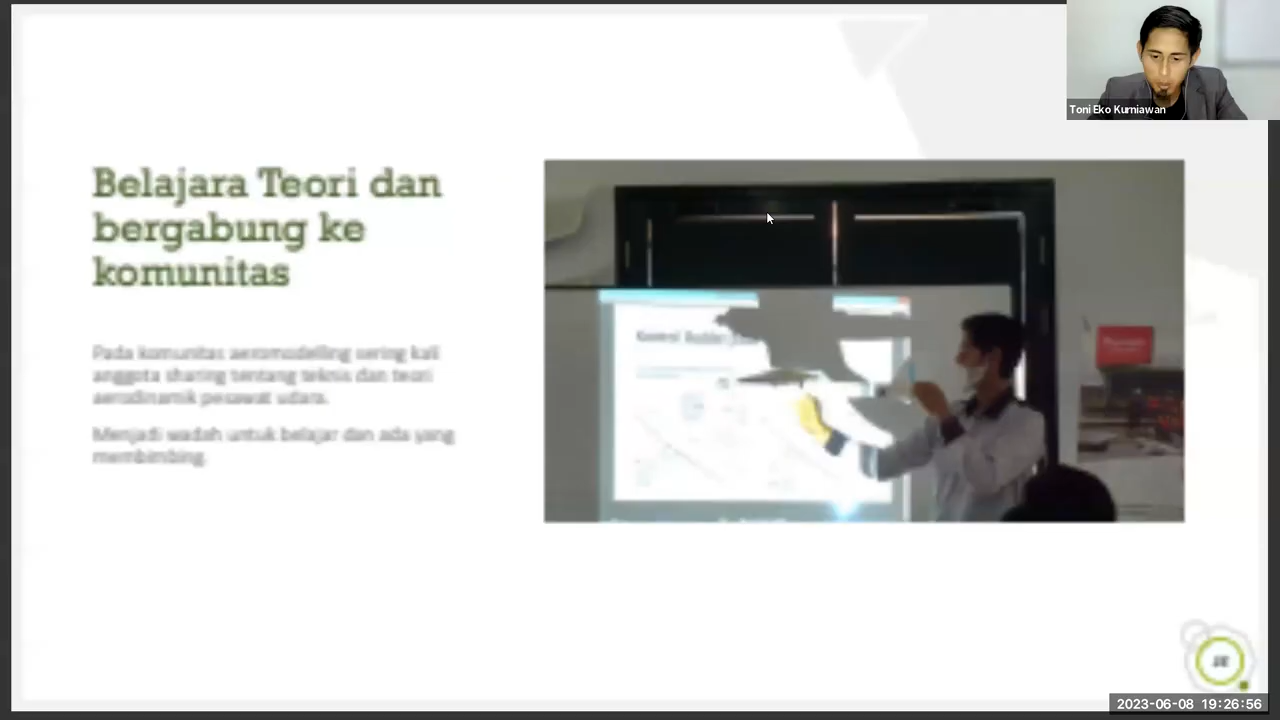 Toni Eko Kurniawan
Belajara Teori dan
bergabung ke
komunitas
Pada komunitas aeromodelling sering kali
anggota sharing tentang teknis dan teori
aerodinamik pesawat udara.
Menjadi wadah untuk belajar dan ada yang
membimbing.
2023-06-08 19:26:56